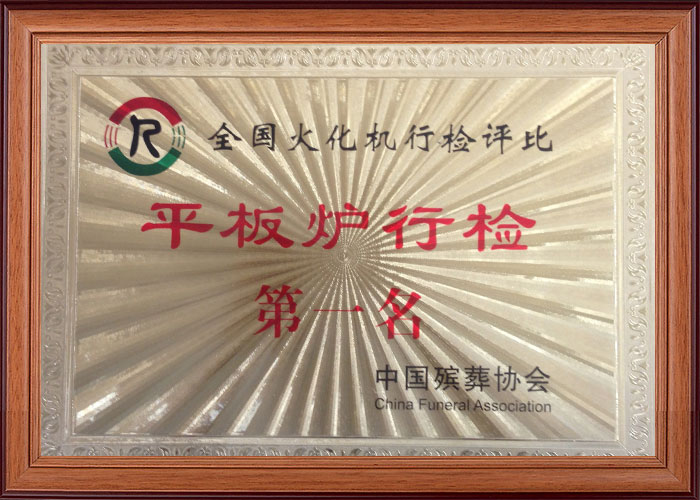 全国火化机行检评比
平板炉行检
第一名
中国殡葬协会
China Funeral Association